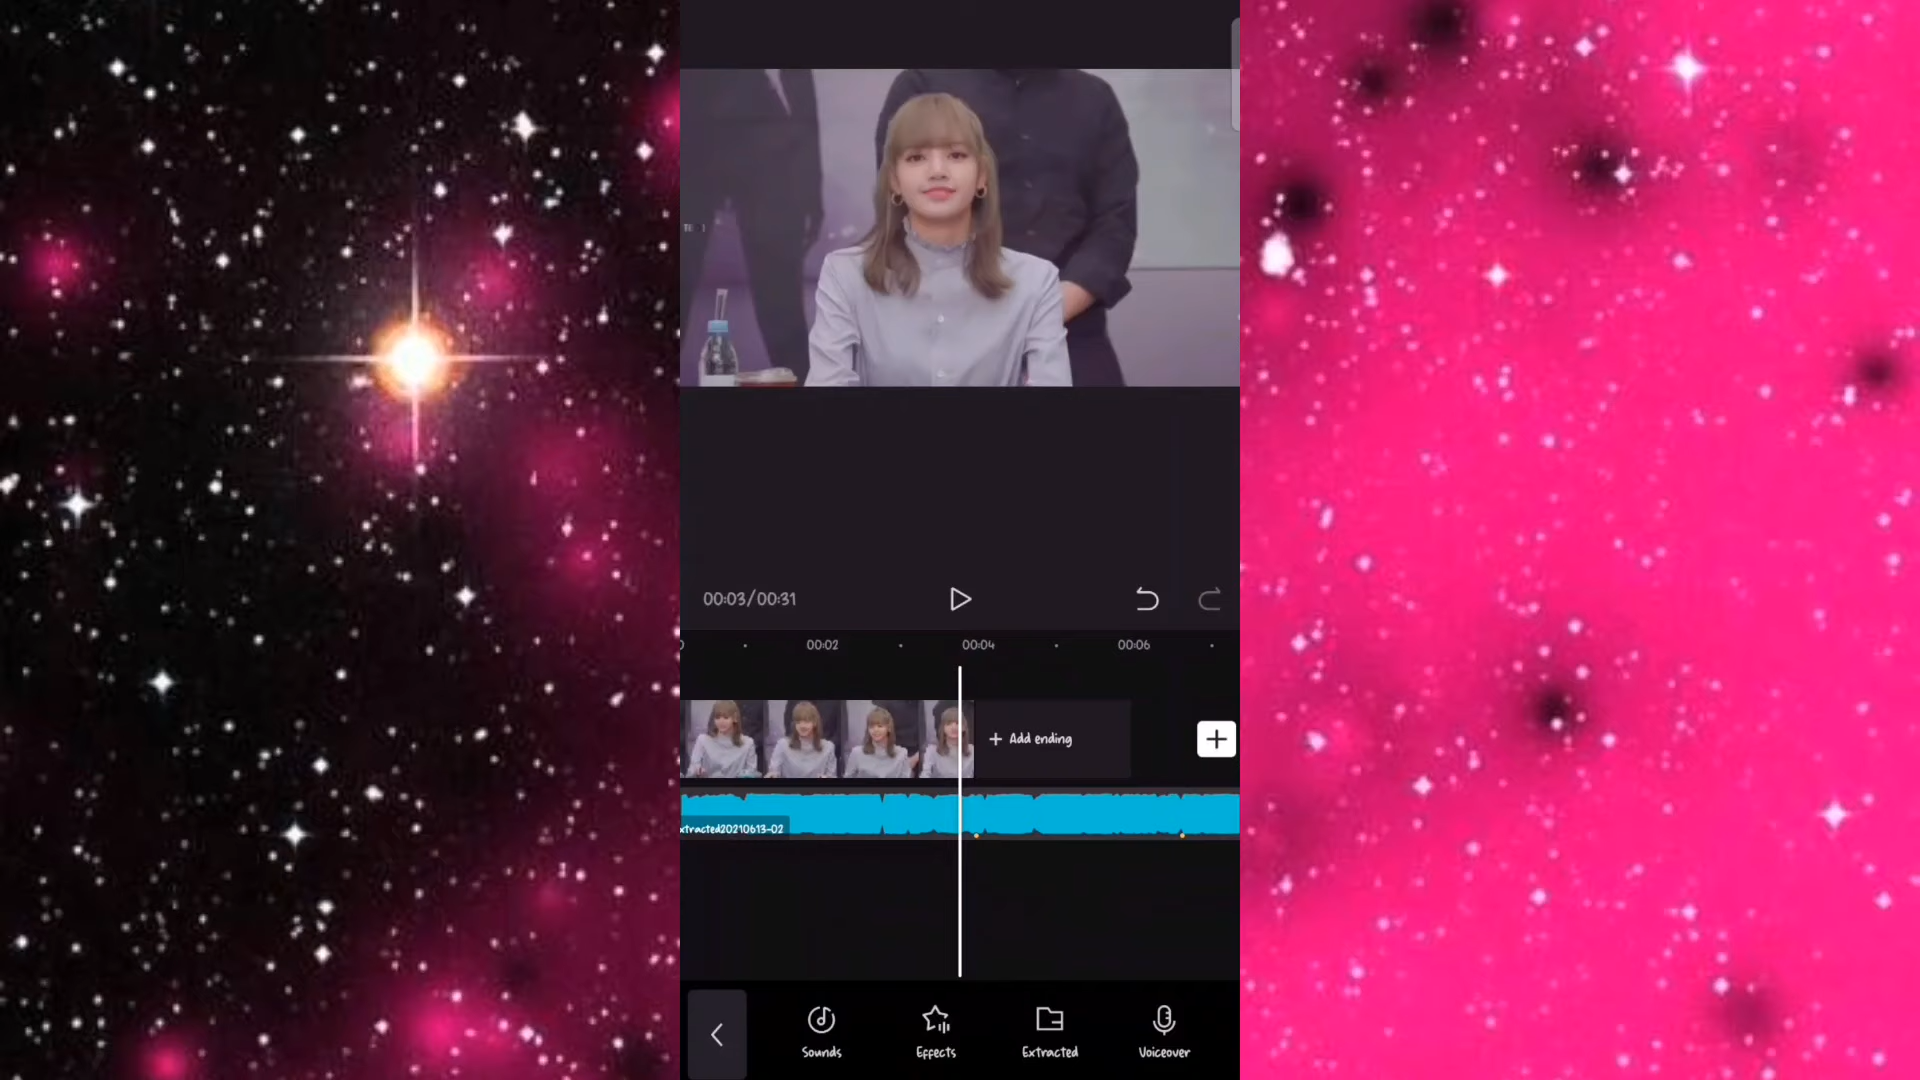 00:03/00:31
00:02
00:04
00:06
+ Add ending
xtracted20210613-02
Sounds
Effects
Extracted
Voiceover